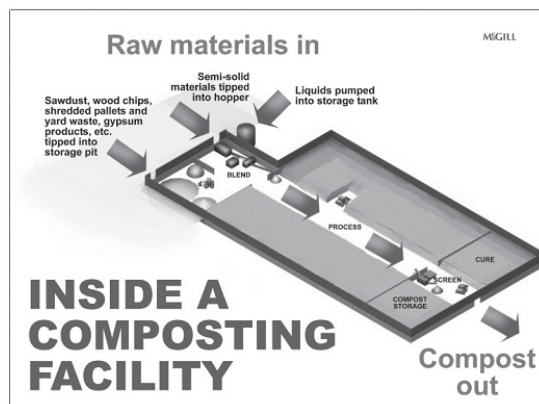 Raw materials in
McGILL
Semi-solid
materials tipped
into hopper
Liquids pumped
into storage tank
Sawdust, wood chips,
shredded pallets and
yard waste, gypsum
products, etc.
tipped into
storage pit
BLEND
PROCESS
CURE
SCREEN
COMPOST
STORAGE
INSIDE A
COMPOSTING
FACILITY
Compost
out